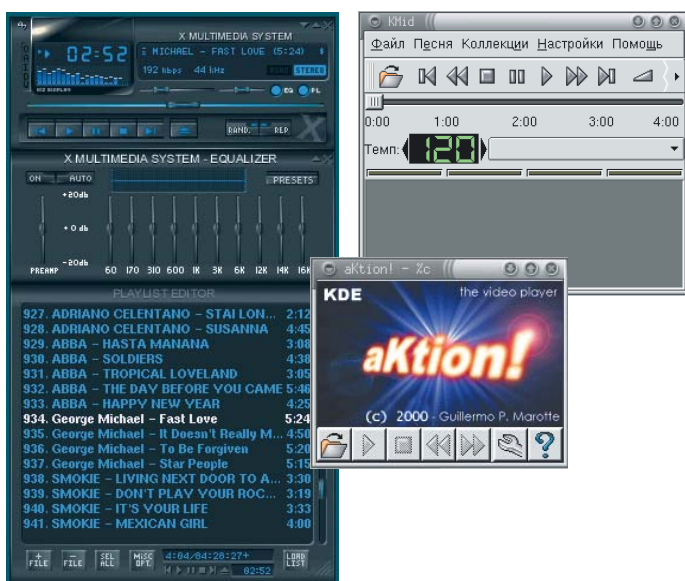 X MULTIMEDIA SYSTEM
02:52
MICHAEL - FAST LOVE (5:24)
192 kbps 44 kHz
STEREO
EQ PL
RAND. REP
X MULTIMEDIA SYSTEM - EQUALIZER
ON AUTO PRESETS
+20db
+0 db
-20db
PREAMP 60 170 310 600 1K 3K 6K 12K 14K 16K
PLAYLIST EDITOR
927. ADRIANO CELENTANO - STAI LON... 2:12
928. ADRIANO CELENTANO - SUSANNA 4:45
929. ABBA - HASTA MANANA 3:08
930. ABBA - SOLDIERS 4:38
931. ABBA - TROPICAL LOVELAND 3:05
932. ABBA - THE DAY BEFORE YOU CAME 5:46
933. ABBA - HAPPY NEW YEAR 4:25
934. George Michael - Fast Love 5:24
935. George Michael - It Doesn't Really M... 4:50
936. George Michael - To Be Forgiven 5:20
937. George Michael - Star People 5:15
938. SMOKIE - LIVING NEXT DOOR TO A... 3:30
939. SMOKIE - DON'T PLAY YOUR ROC... 3:19
940. SMOKIE - IT'S YOUR LIFE 3:33
941. SMOKIE - MEXICAN GIRL 4:00
+ FILE - FILE SEL ALL MISC OPT. 4:04/84:28:27+ LOAD LIST
02:52
KMid
Файл Песня Коллекции Настройки Помощь
0:00 1:00 2:00 3:00 4:00
Темп: 120
aKtion! - %c
KDE the video player
aKtion!
(c) 2000 - Guillermo P. Marotte